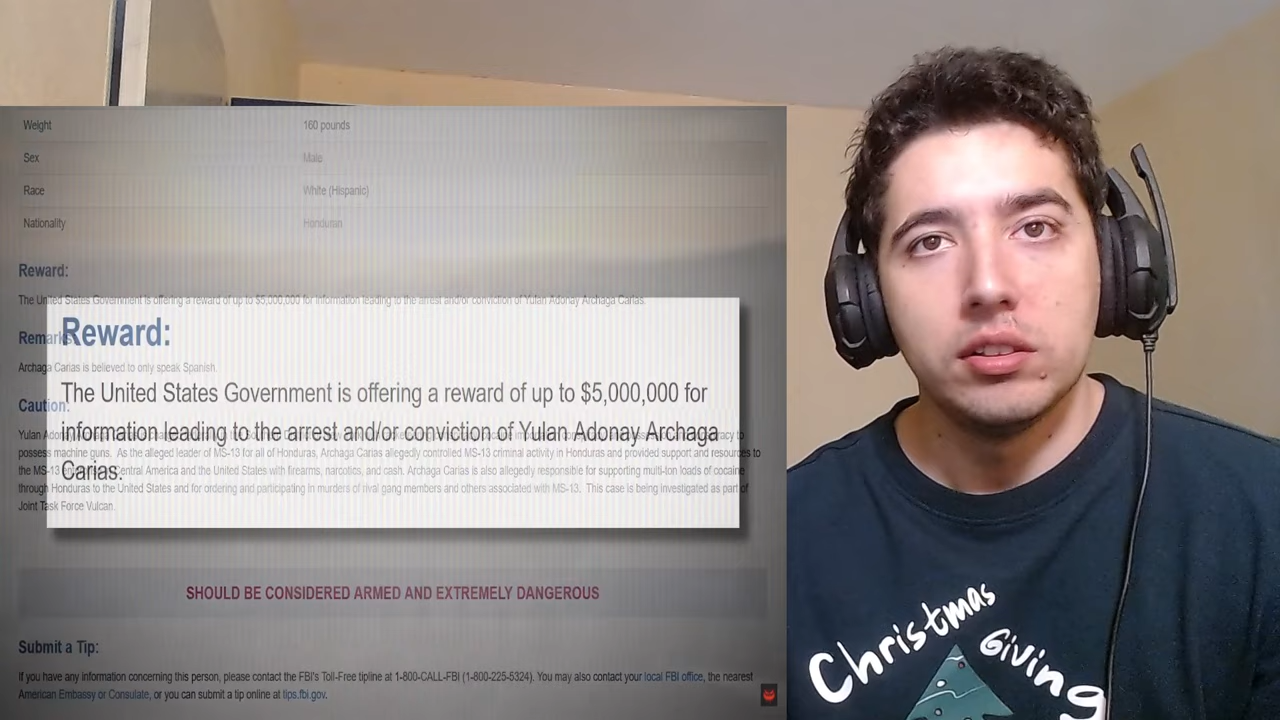 Weight 160 pounds
Sex Male
Race White (Hispanic)
Nationality Honduran
Reward:
The United States Government is offering a reward of up to $5,000,000 for information leading to the arrest and/or conviction of Yulan Adonay Archaga Carias.
Reward:
The United States Government is offering a reward of up to $5,000,000 for
information leading to the arrest and/or conviction of Yulan Adonay Archaga
Carias.
Remarks
Archaga Carias is believed to only speak Spanish.
Caution:
Yulan
possess machine guns. As the alleged leader of MS-13 for all of Honduras, Archaga Carias allegedly controlled MS-13 criminal activity in Honduras and provided support and resources to
the MS-13 Central America and the United States with firearms, narcotics, and cash. Archaga Carias is also allegedly responsible for supporting multi-ton loads of cocaine
through Honduras to the United States and for ordering and participating in murders of rival gang members and others associated with MS-13. This case is being investigated as part of
Joint Task Force Vulcan.
SHOULD BE CONSIDERED ARMED AND EXTREMELY DANGEROUS
Submit a Tip:
If you have any information concerning this person, please contact the FBI's Toll-Free tipline at 1-800-CALL-FBI (1-800-225-5324). You may also contact your local FBI office, the nearest
American Embassy or Consulate, or you can submit a tip online at tips.fbi.gov.
Christmas
Giving